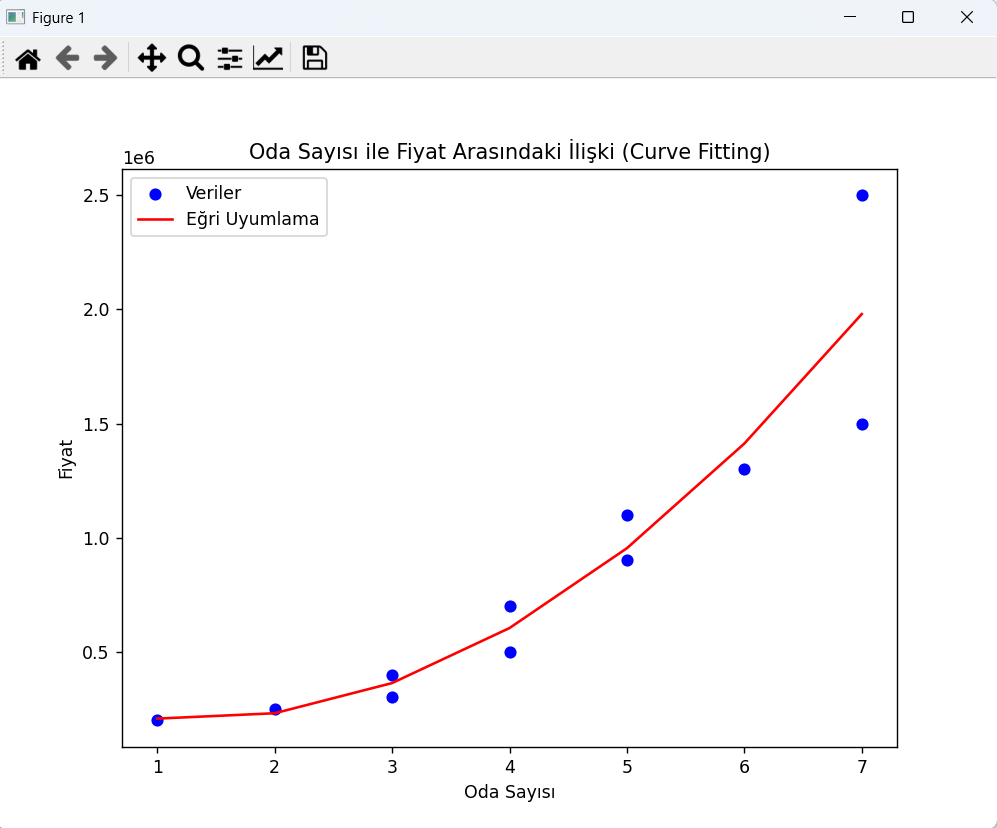 Figure 1
Oda Sayısı ile Fiyat Arasındaki İlişki (Curve Fitting)
1e6
Veriler
Eğri Uyumlama
2.5
2.0
1.5
1.0
0.5
Fiyat
1 2 3 4 5 6 7
Oda Sayısı